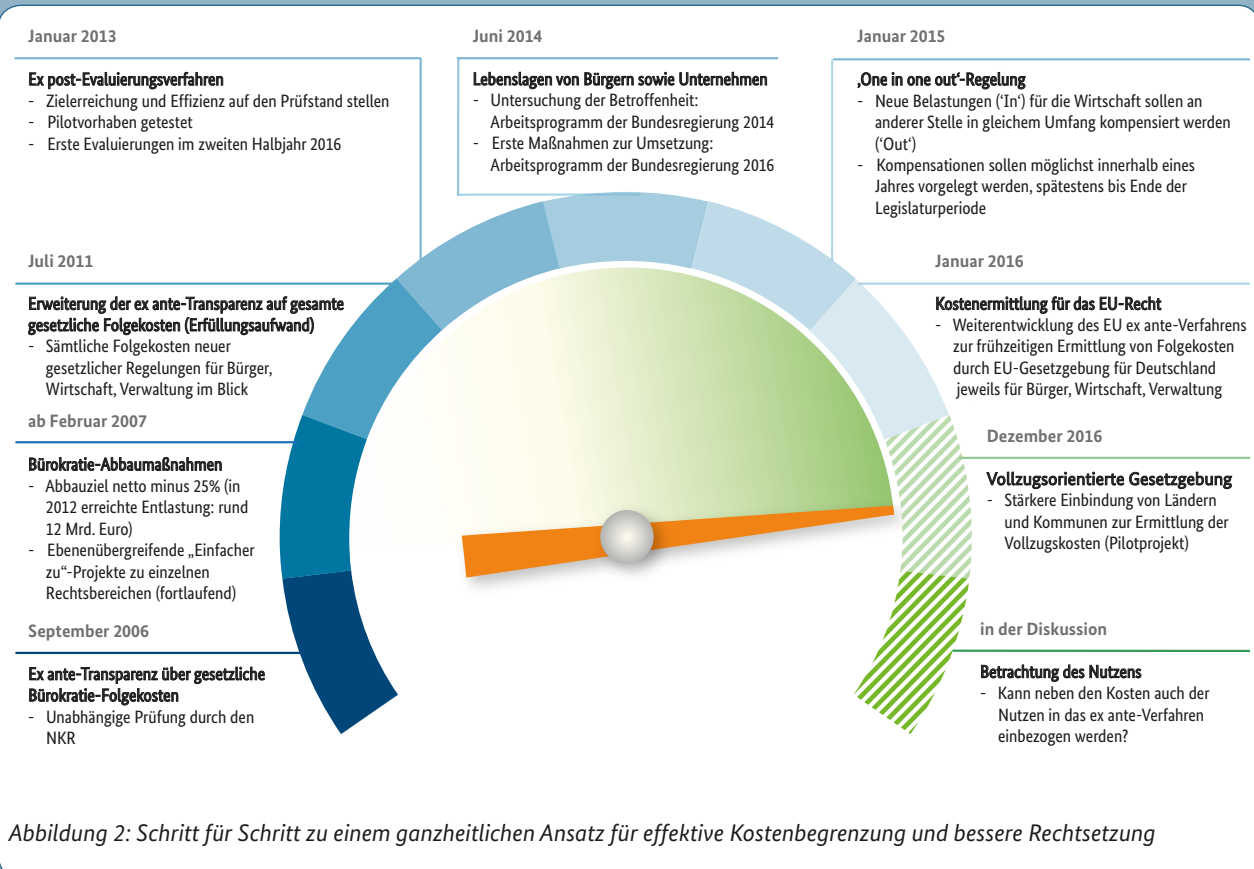 Januar 2013
Ex post-Evaluierungsverfahren
- Zielerreichung und Effizienz auf den Prüfstand stellen
- Pilotvorhaben getestet
- Erste Evaluierungen im zweiten Halbjahr 2016
Juni 2014
Lebenslagen von Bürgern sowie Unternehmen
- Untersuchung der Betroffenheit:
Arbeitsprogramm der Bundesregierung 2014
- Erste Maßnahmen zur Umsetzung:
Arbeitsprogramm der Bundesregierung 2016
Januar 2015
‚One in one out‘-Regelung
- Neue Belastungen (‘In‘) für die Wirtschaft sollen an
anderer Stelle in gleichem Umfang kompensiert werden
(‘Out‘)
- Kompensationen sollen möglichst innerhalb eines
Jahres vorgelegt werden, spätestens bis Ende der
Legislaturperiode
Juli 2011
Erweiterung der ex ante-Transparenz auf gesamte
gesetzliche Folgekosten (Erfüllungsaufwand)
- Sämtliche Folgekosten neuer
gesetzlicher Regelungen für Bürger,
Wirtschaft, Verwaltung im Blick
Januar 2016
Kostenermittlung für das EU-Recht
- Weiterentwicklung des EU ex ante-Verfahrens
zur frühzeitigen Ermittlung von Folgekosten
durch EU-Gesetzgebung für Deutschland
jeweils für Bürger, Wirtschaft, Verwaltung
ab Februar 2007
Bürokratie-Abbaumaßnahmen
- Abbauziel netto minus 25% (in
2012 erreichte Entlastung: rund
12 Mrd. Euro)
- Ebenenübergreifende „Einfacher
zu“-Projekte zu einzelnen
Rechtsbereichen (fortlaufend)
Dezember 2016
Vollzugsorientierte Gesetzgebung
- Stärkere Einbindung von Ländern
und Kommunen zur Ermittlung der
Vollzugskosten (Pilotprojekt)
September 2006
Ex ante-Transparenz über gesetzliche
Bürokratie-Folgekosten
- Unabhängige Prüfung durch den
NKR
in der Diskussion
Betrachtung des Nutzens
- Kann neben den Kosten auch der
Nutzen in das ex ante-Verfahren
einbezogen werden?
Abbildung 2: Schritt für Schritt zu einem ganzheitlichen Ansatz für effektive Kostenbegrenzung und bessere Rechtsetzung